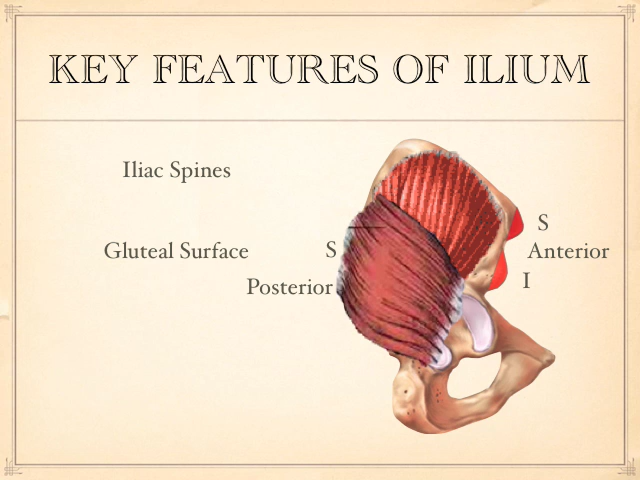 KEY FEATURES OF ILIUM
Iliac Spines
S
Gluteal Surface
S
Anterior
Posterior
I